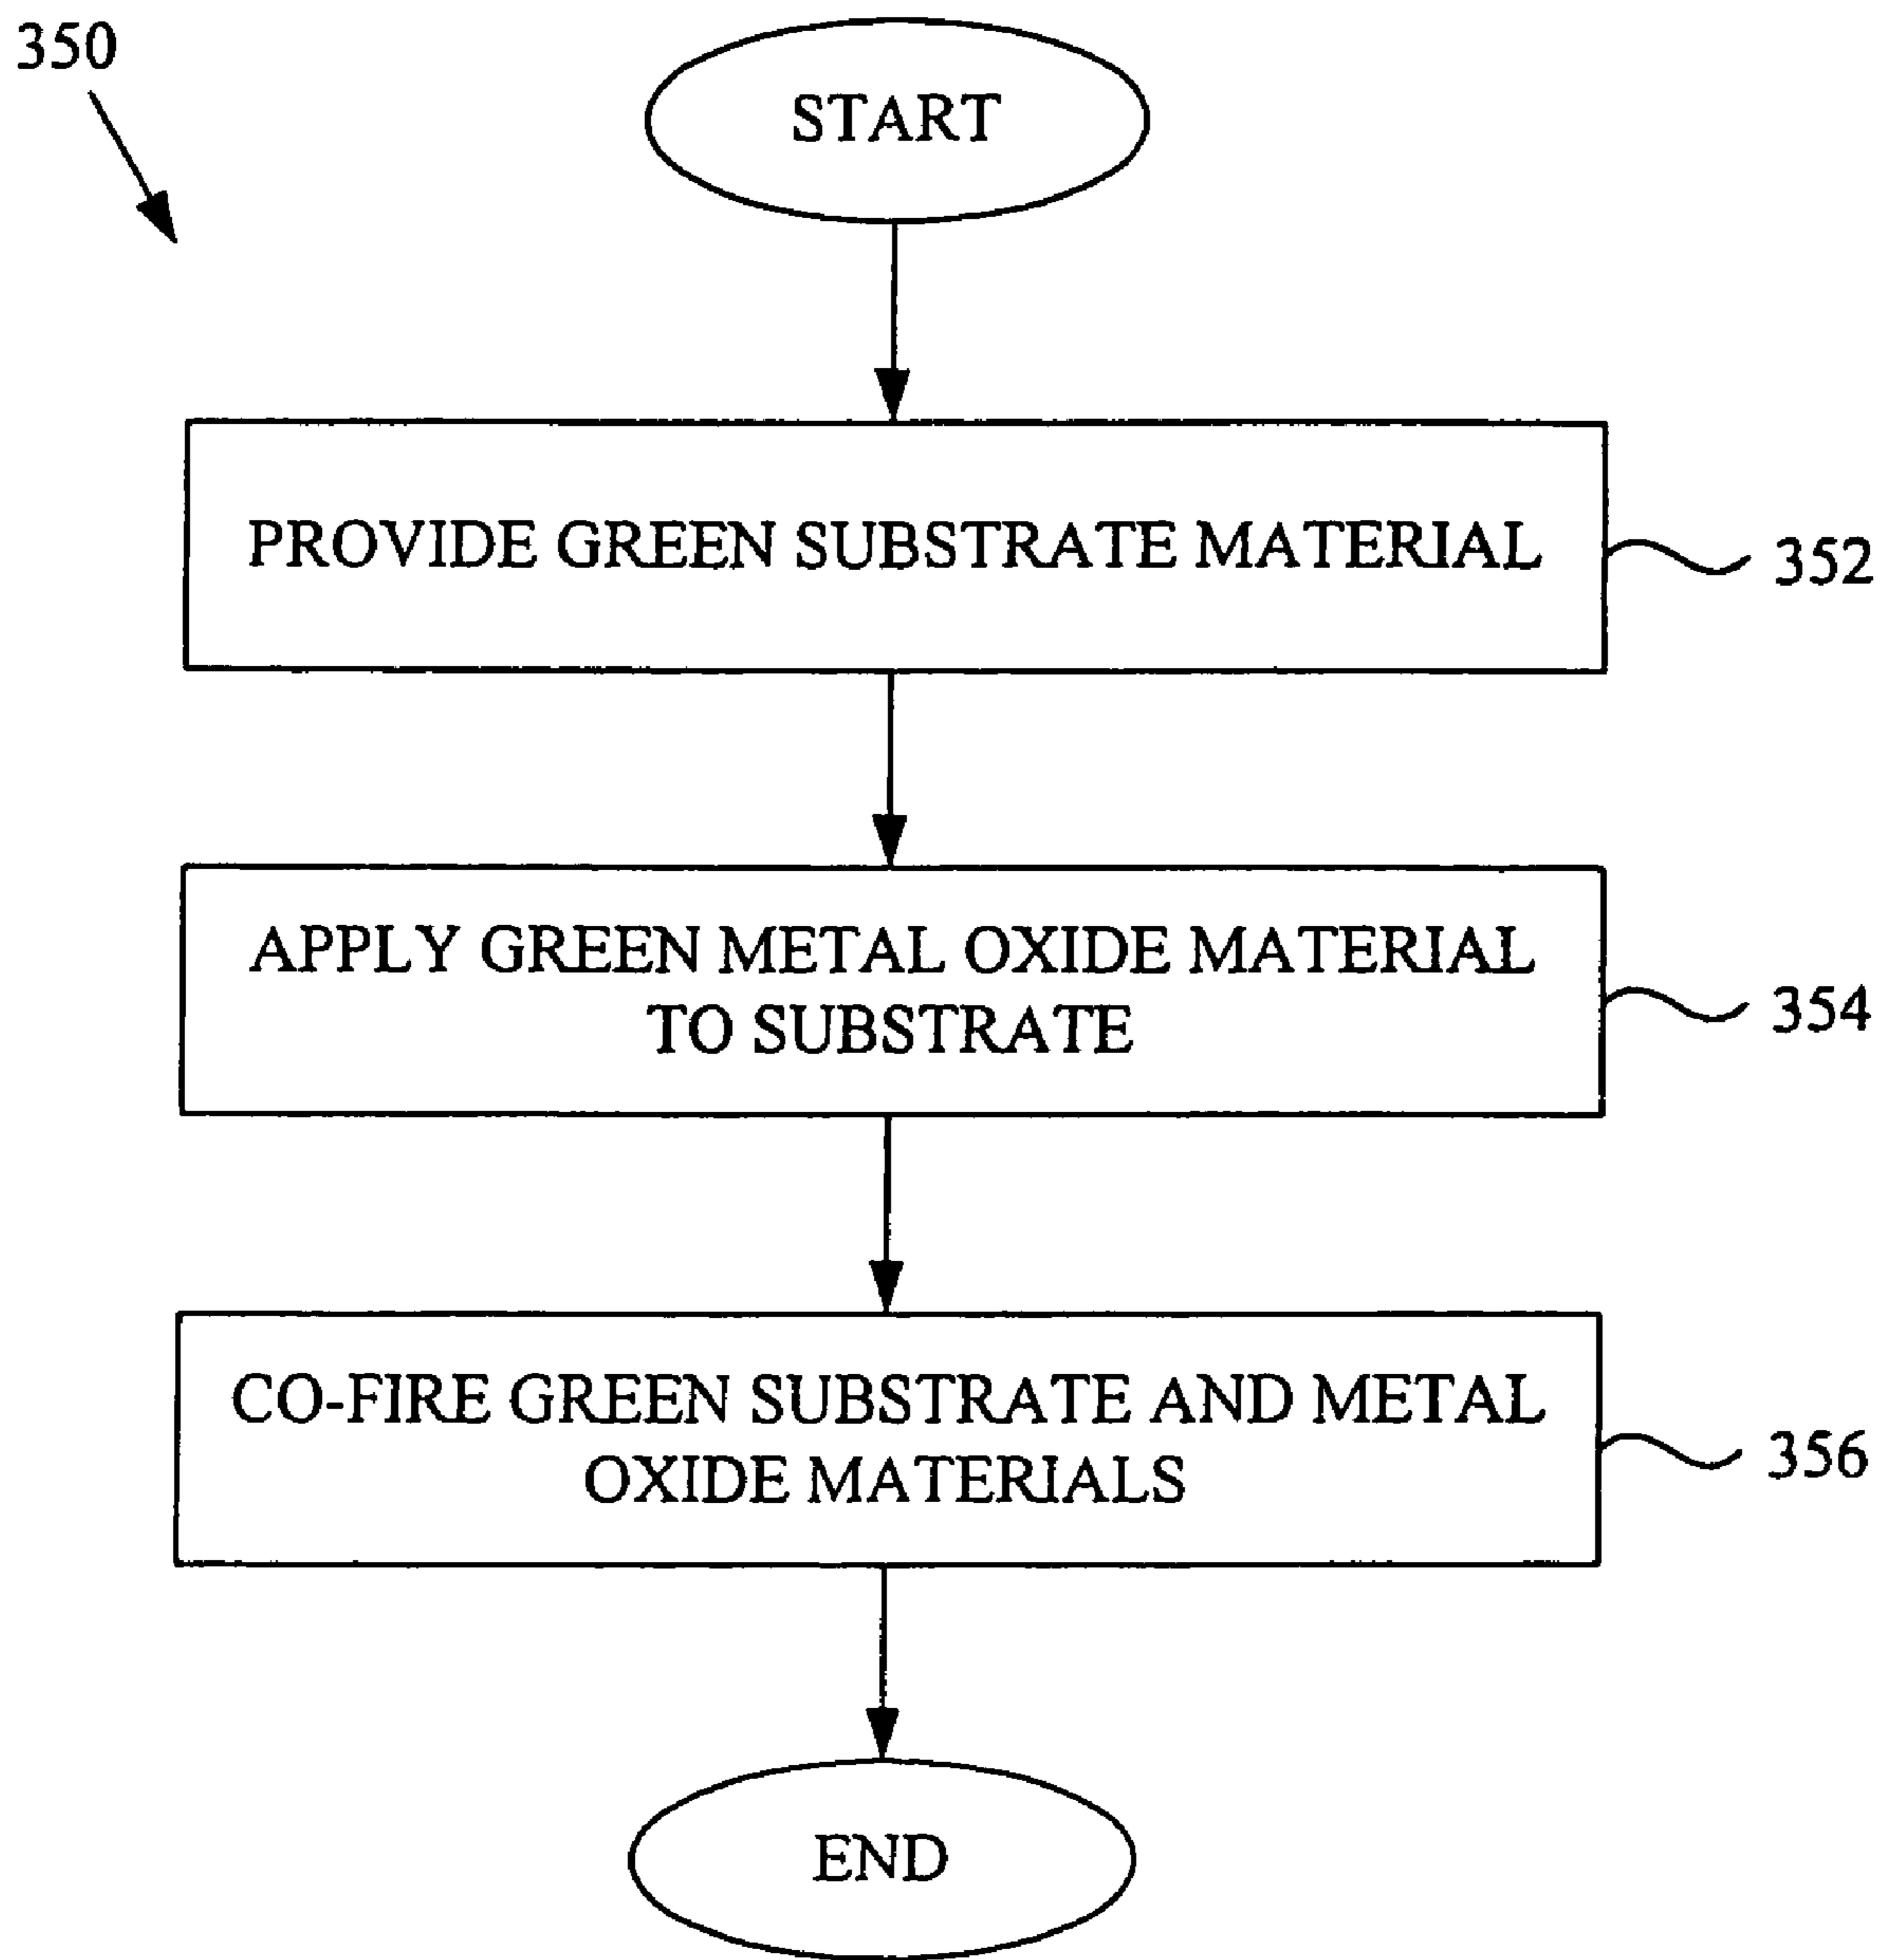 350
START
PROVIDE GREEN SUBSTRATE MATERIAL
352
APPLY GREEN METAL OXIDE MATERIAL
TO SUBSTRATE
354
CO-FIRE GREEN SUBSTRATE AND METAL
OXIDE MATERIALS
356
END